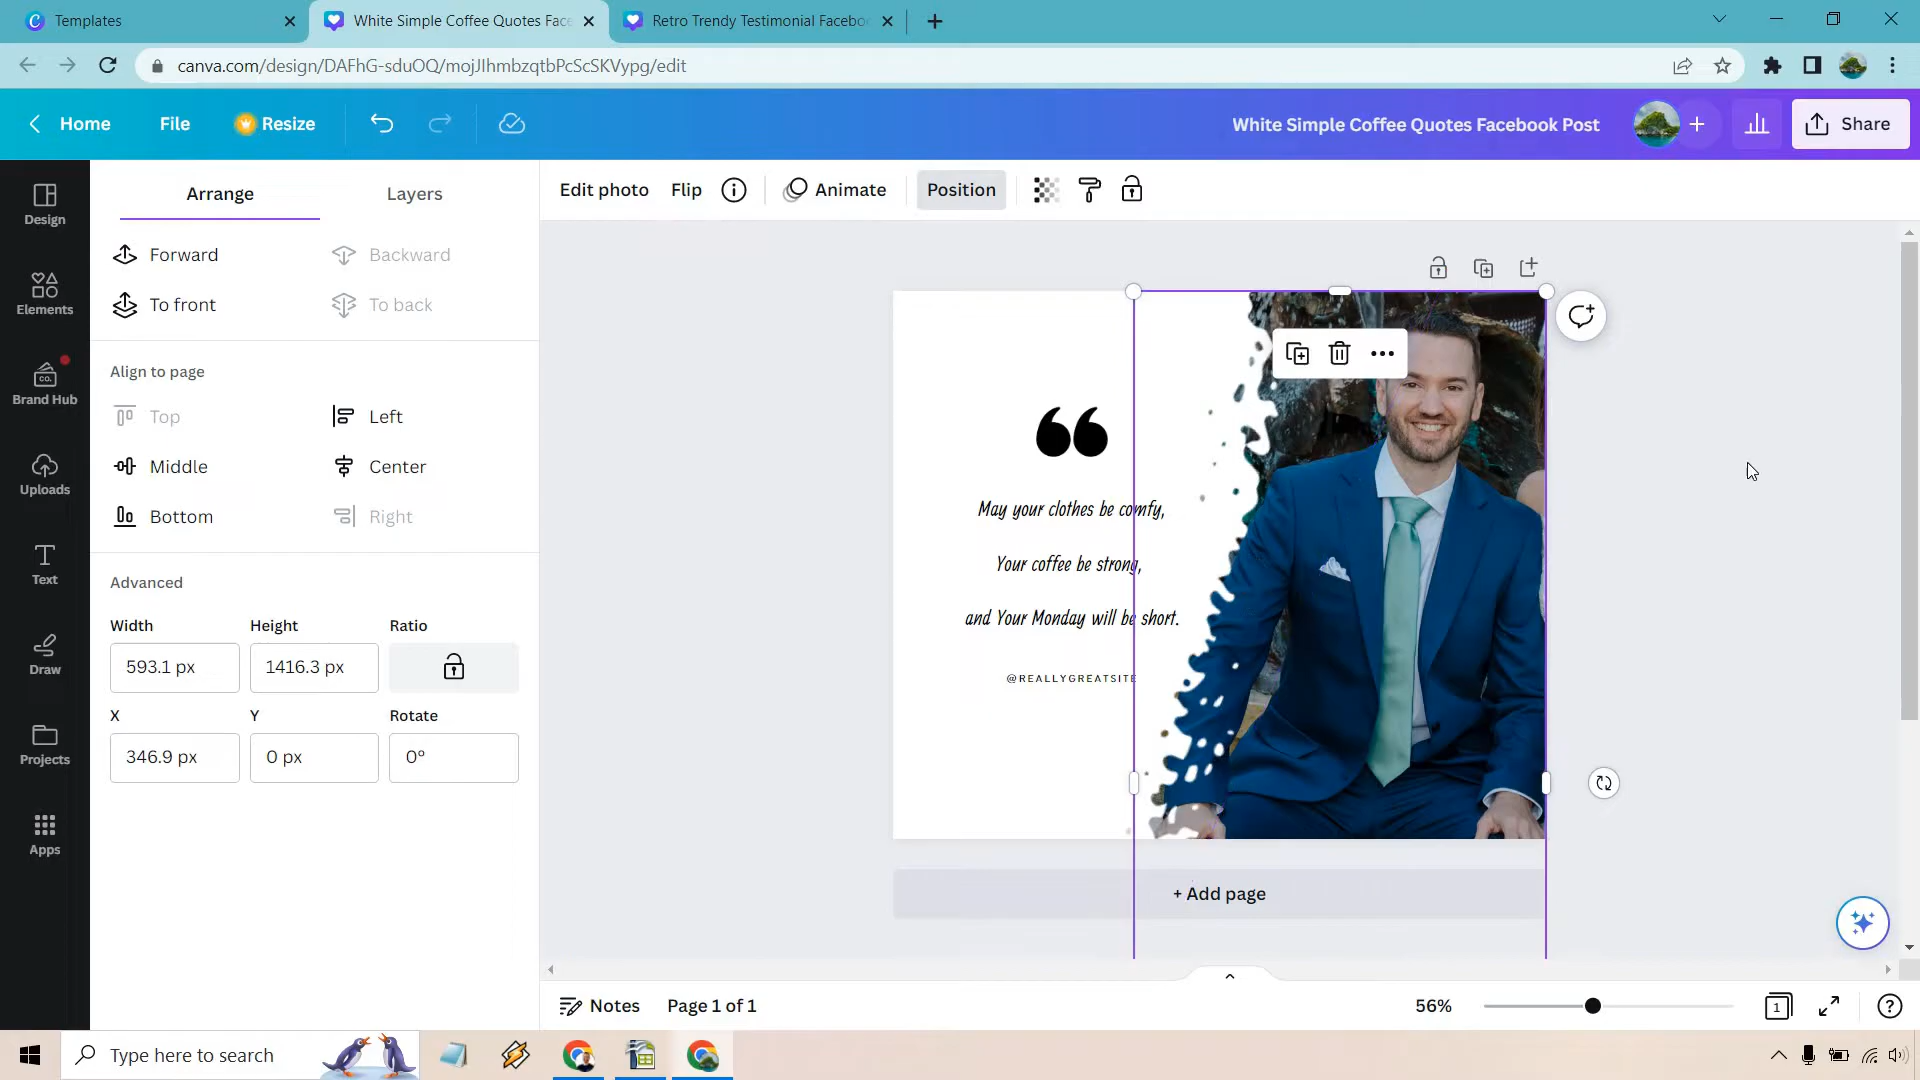 Templates
White Simple Coffee Quotes Fac
Retro Trendy Testimonial Facebo
canva.com/design/DAFhG-sduOQ/mojJIhmbzqtbPcScSKVypg/edit
Home
File
Resize
White Simple Coffee Quotes Facebook Post
Share
Design
Elements
CO.
Brand Hub
Uploads
Text
Draw
Projects
Apps
Arrange
Layers
Forward
Backward
To front
To back
Align to page
Top
Left
Middle
Center
Bottom
Right
Advanced
Width
Height
Ratio
593.1 px
1416.3 px
X
Y
Rotate
346.9 px
0 px
0°
Edit photo
Flip
Animate
Position
❝
May your clothes be comfy,
Your coffee be strong,
and Your Monday will be short.
@REALLYGREATSITE
+ Add page
Notes
Page 1 of 1
56%
1
Type here to search